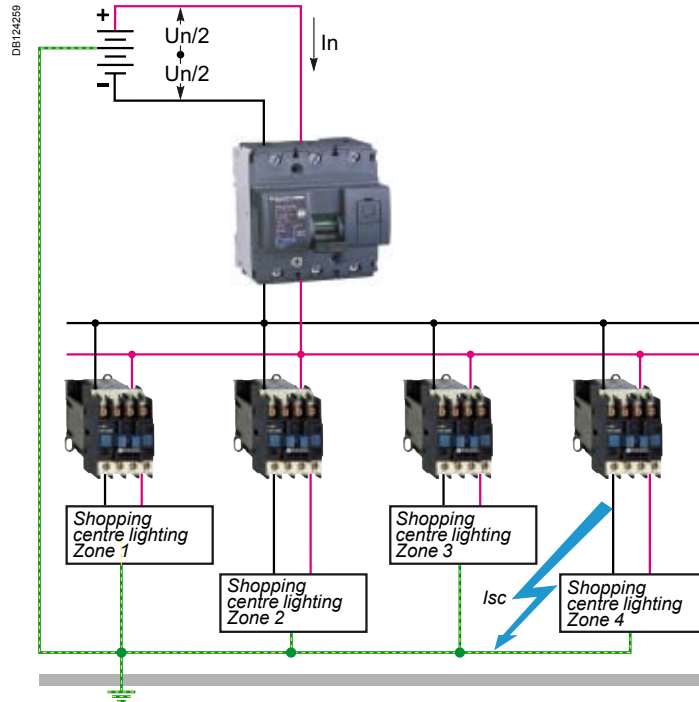 DB124259
+
Un/2
Un/2
-
In
Shopping
centre lighting
Zone 1
Shopping
centre lighting
Zone 2
Shopping
centre lighting
Zone 3
Isc
Shopping
centre lighting
Zone 4